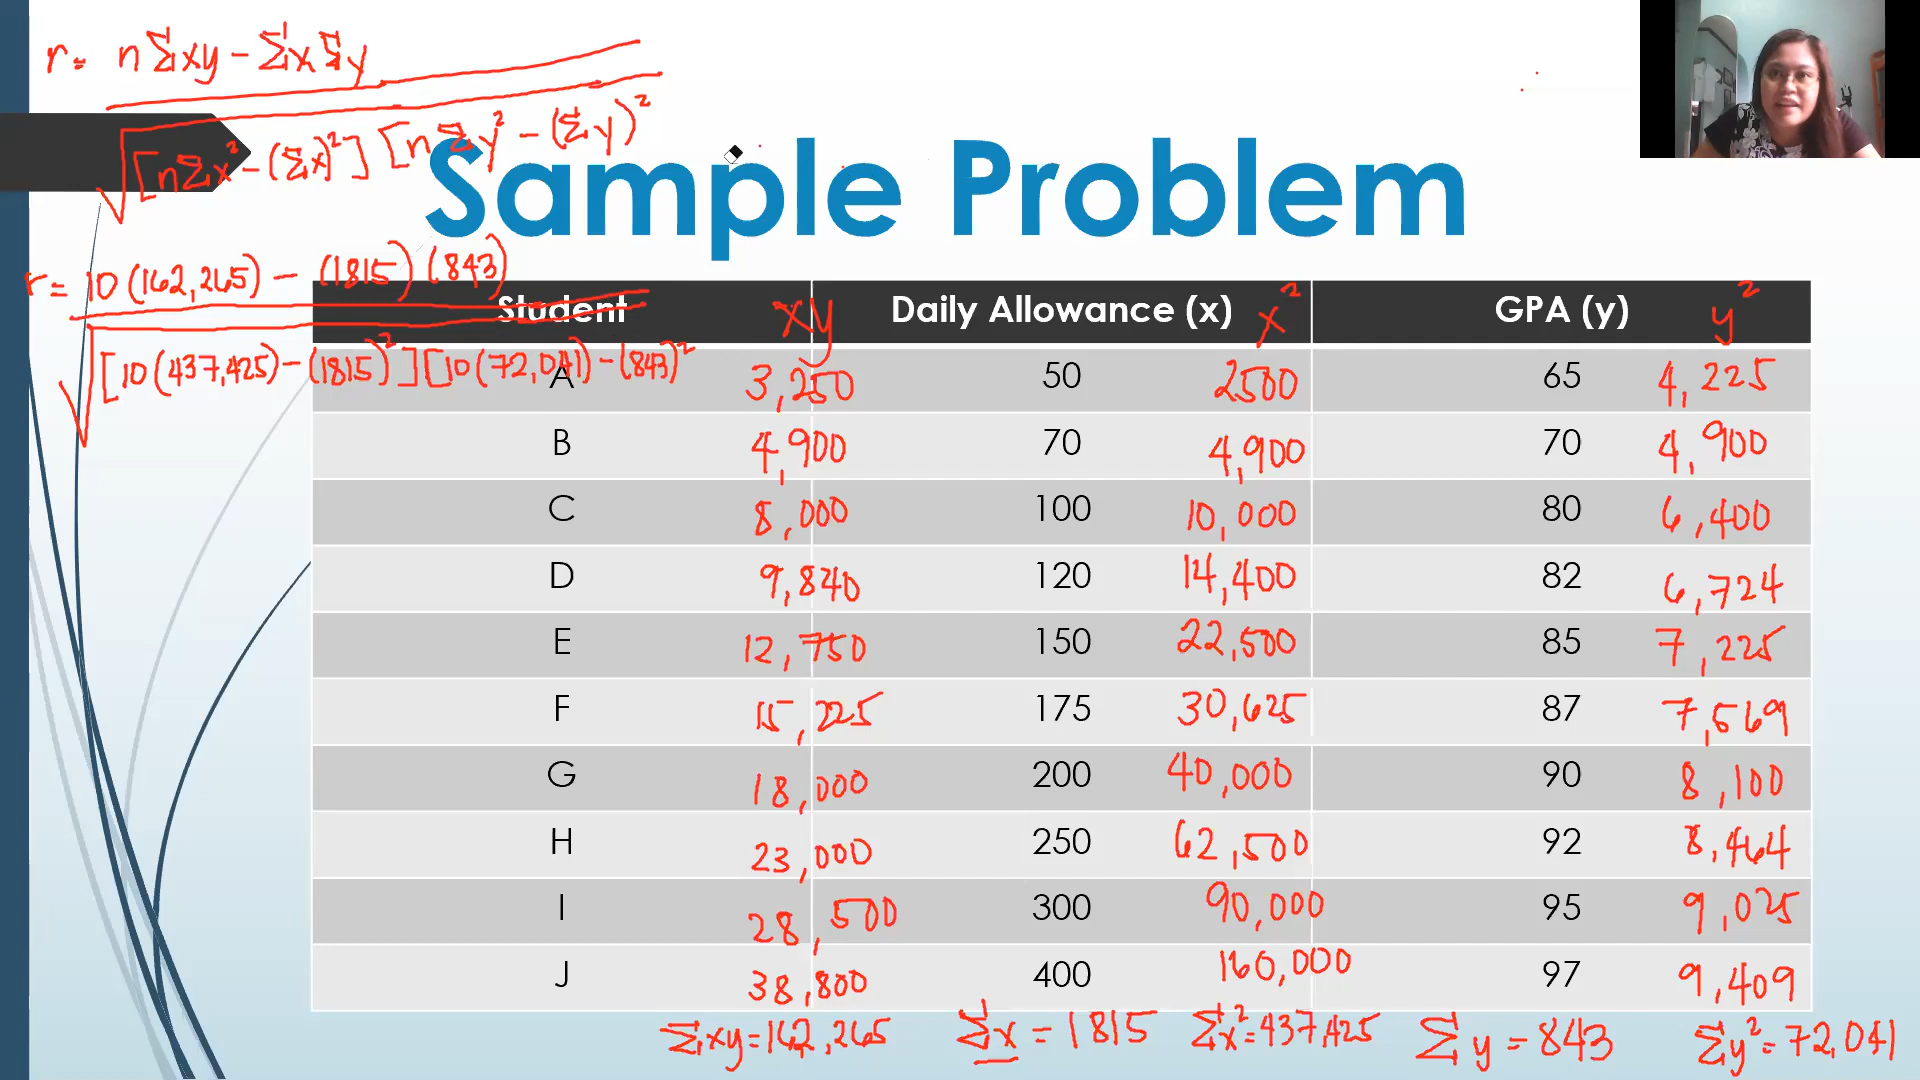 r = n Σxy - Σx Σy
√[nΣx² - (Σx)²] [nΣy² - (Σy)²
Sample Problem
r = 10(162,265) - (1815)(843)
√[10(437,425) - (1815)²][10(72,041) - (843)²
Student xy Daily Allowance (x) x² GPA (y) y²
A 3,250 50 2500 65 4,225
B 4,900 70 4,900 70 4,900
C 8,000 100 10,000 80 6,400
D 9,840 120 14,400 82 6,724
E 12,750 150 22,500 85 7,225
F 15,225 175 30,625 87 7,569
G 18,000 200 40,000 90 8,100
H 23,000 250 62,500 92 8,464
I 28,500 300 90,000 95 9,025
J 38,800 400 160,000 97 9,409
Σxy = 162,265 Σx = 1815 Σx² = 437,425 Σy = 843 Σy² = 72,041